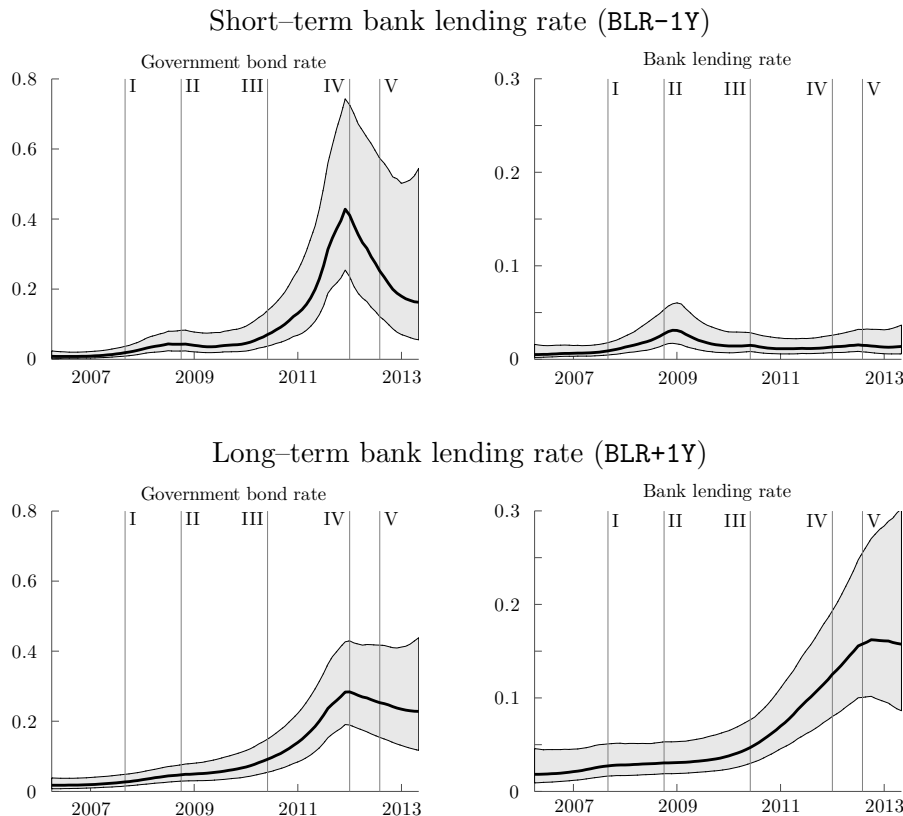 Short–term bank lending rate (BLR-1Y)
Government bond rate
Bank lending rate
0.8
0.6
0.4
0.2
0
I
II
III
IV
V
2007
2009
2011
2013
0.3
0.2
0.1
0
I
II
III
IV
V
2007
2009
2011
2013
Long–term bank lending rate (BLR+1Y)
Government bond rate
Bank lending rate
0.8
0.6
0.4
0.2
0
I
II
III
IV
V
2007
2009
2011
2013
0.3
0.2
0.1
0
I
II
III
IV
V
2007
2009
2011
2013